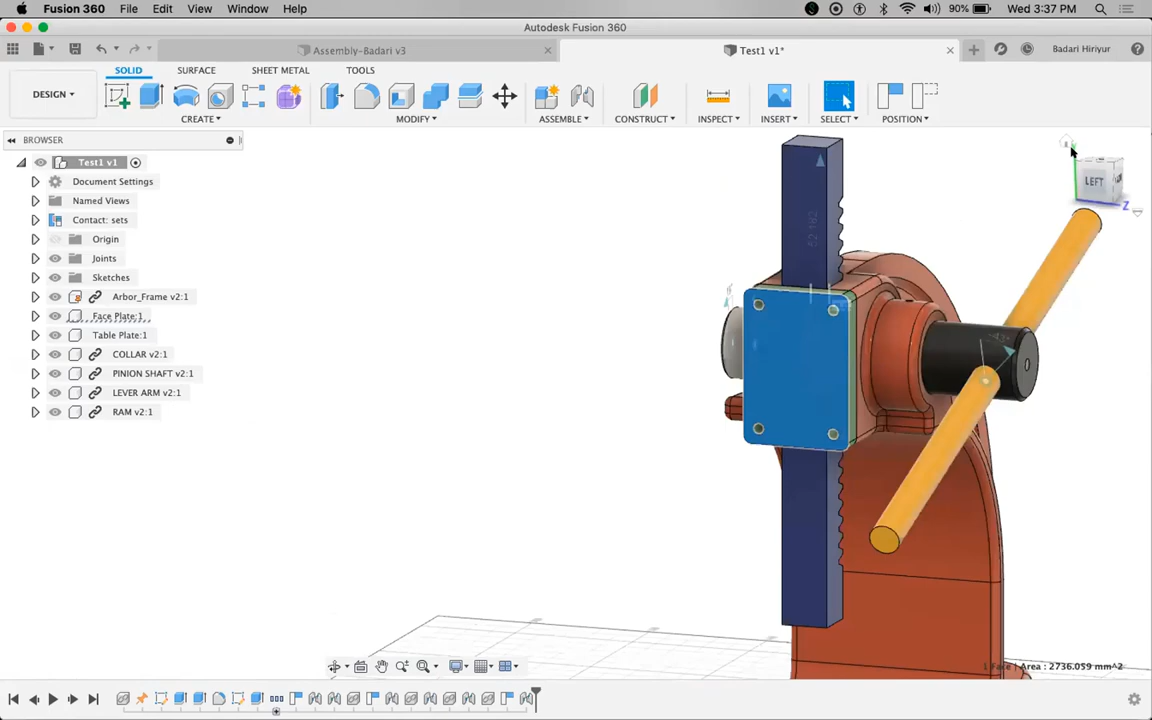 Fusion 360 File Edit View Window Help 90% Wed 3:37 PM
Autodesk Fusion 360
Assembly-Badari v3 Test1 v1* Badari Hiriyur
SOLID SURFACE SHEET METAL TOOLS
DESIGN
CREATE MODIFY ASSEMBLE CONSTRUCT INSPECT INSERT SELECT POSITION
BROWSER
Test1 v1
Document Settings
Named Views
Contact: sets
Origin
Joints
Sketches
Arbor_Frame v2:1
Face Plate:1
Table Plate:1
COLLAR v2:1
PINION SHAFT v2:1
LEVER ARM v2:1
RAM v2:1
LEFT
Z
1 Face | Area : 2736.059 mm^2